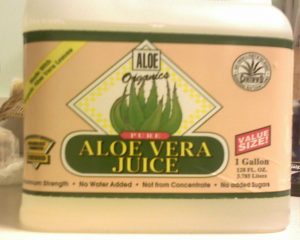 ALOE
Organics
PURE
ALOE VERA
JUICE
VALUE
SIZE!
1 Gallon
128 FL. OZ.
3.785 Liters
Strength • No Water Added • Not from Concentrate • No added Sugars